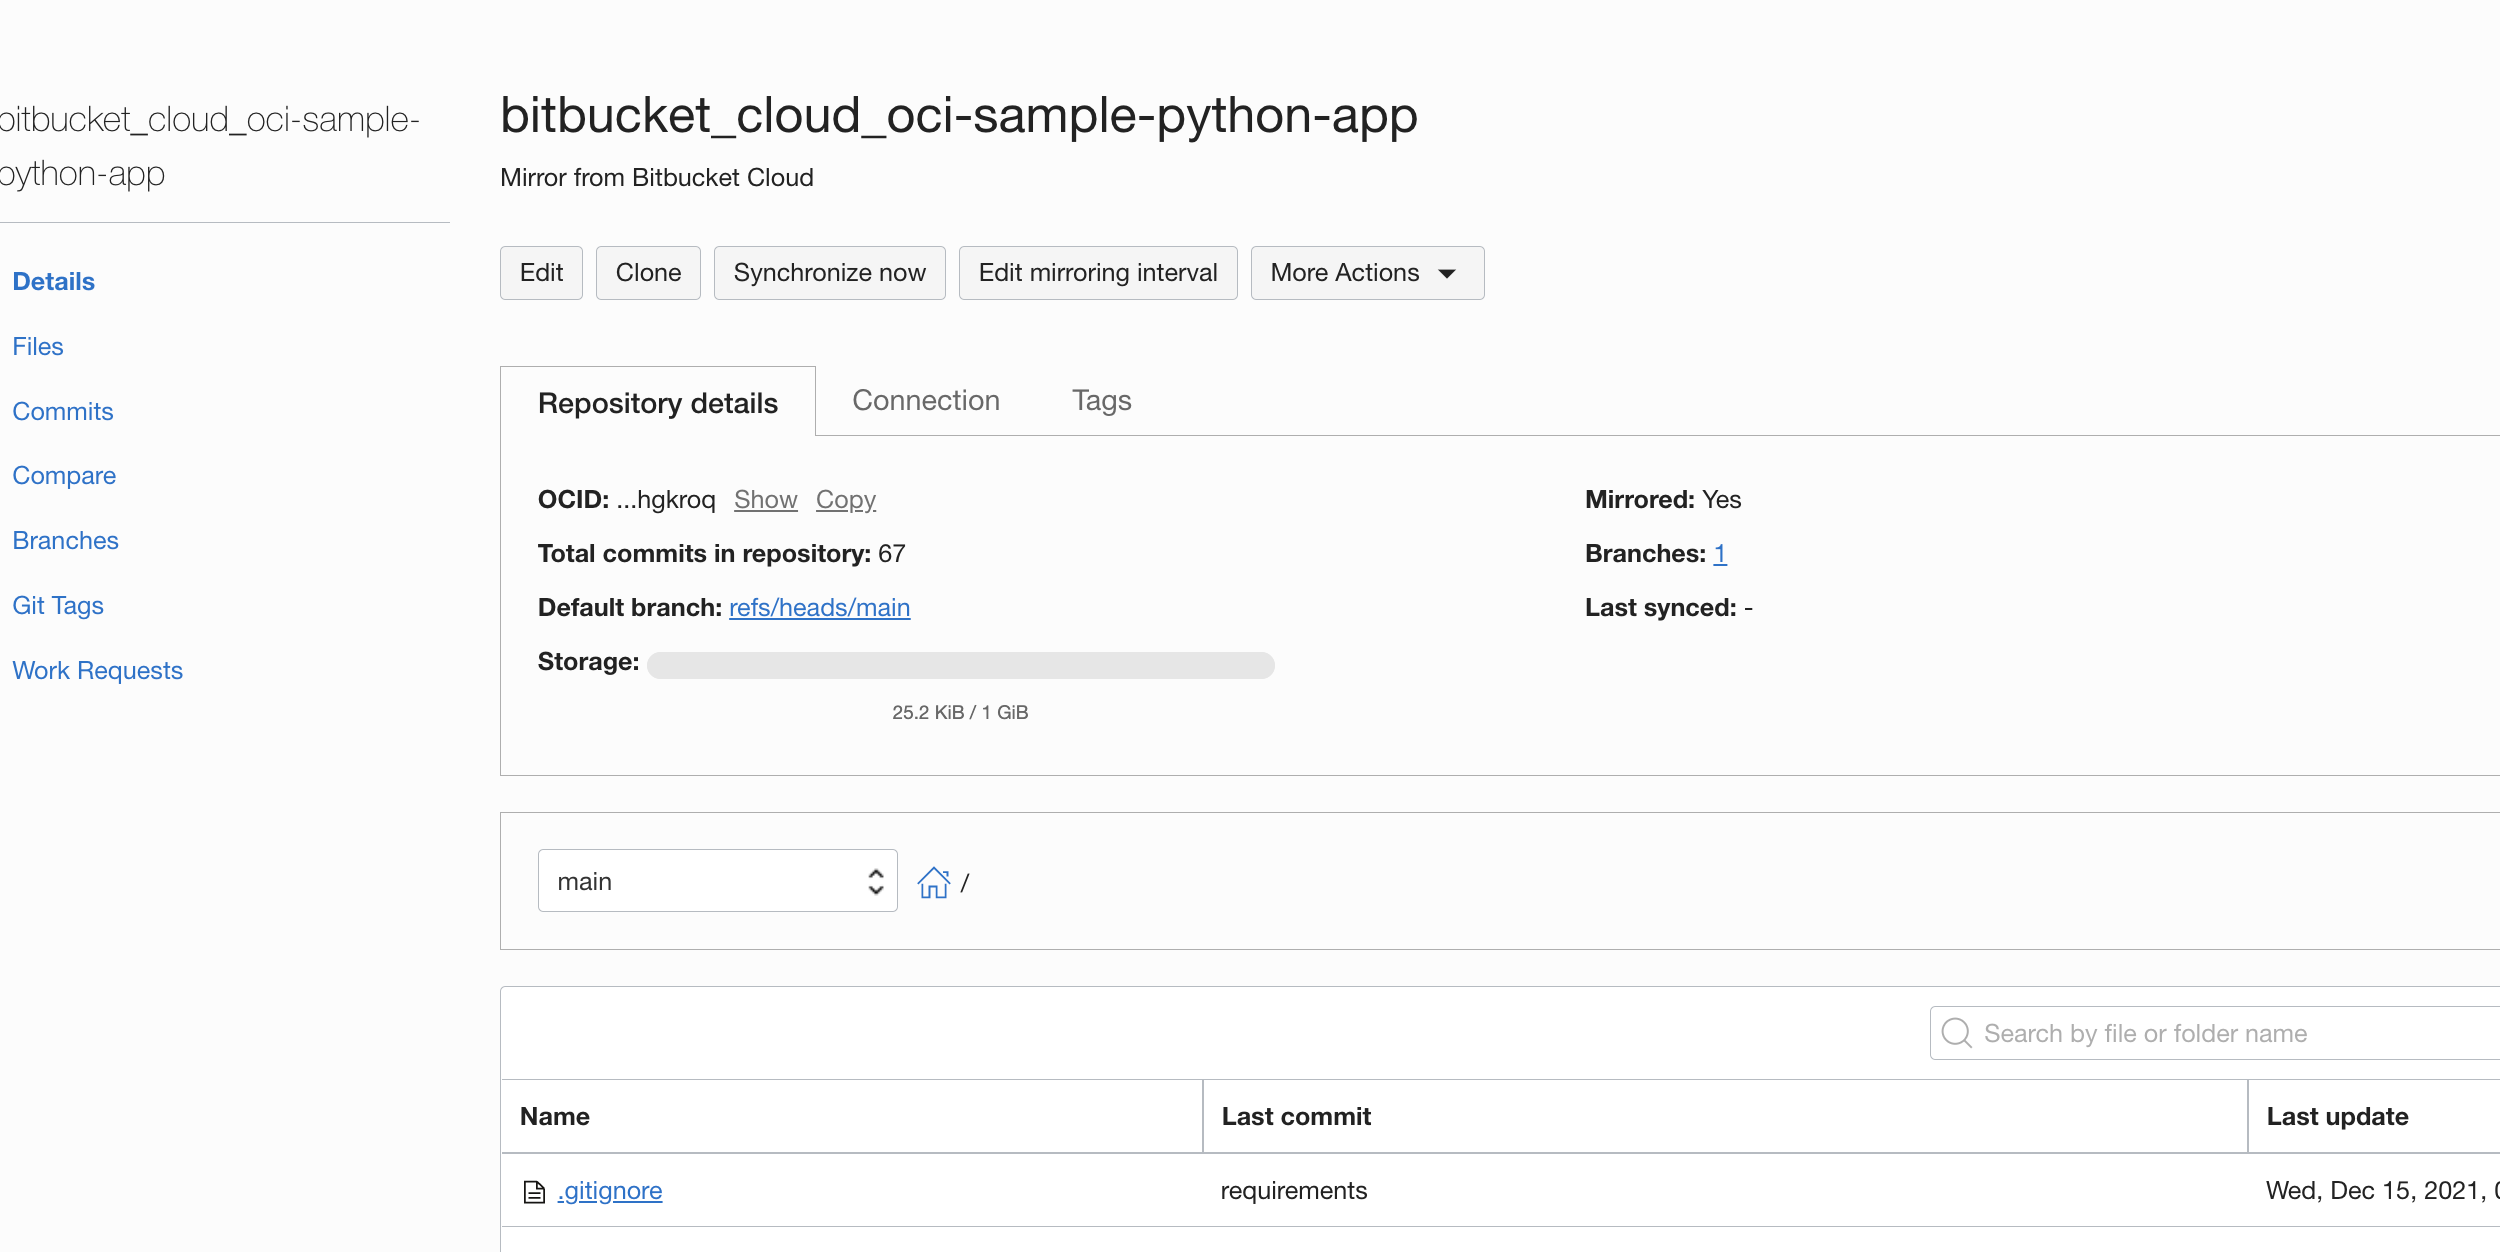 bitbucket_cloud_oci-sample-
python-app
Details
Files
Commits
Compare
Branches
Git Tags
Work Requests
bitbucket_cloud_oci-sample-python-app
Mirror from Bitbucket Cloud
Edit Clone Synchronize now Edit mirroring interval More Actions
Repository details Connection Tags
OCID: ...hgkroq Show Copy
Total commits in repository: 67
Default branch: refs/heads/main
Storage:
25.2 KiB / 1 GiB
Mirrored: Yes
Branches: 1
Last synced: -
main /
Search by file or folder name
Name Last commit Last update
.gitignore requirements Wed, Dec 15, 2021,